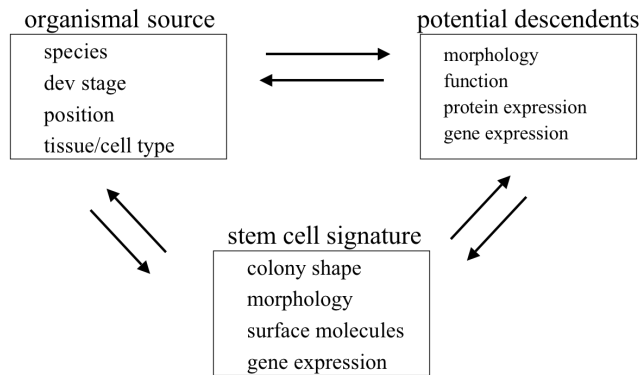 organismal source
species
dev stage
position
tissue/cell type
potential descendents
morphology
function
protein expression
gene expression
stem cell signature
colony shape
morphology
surface molecules
gene expression